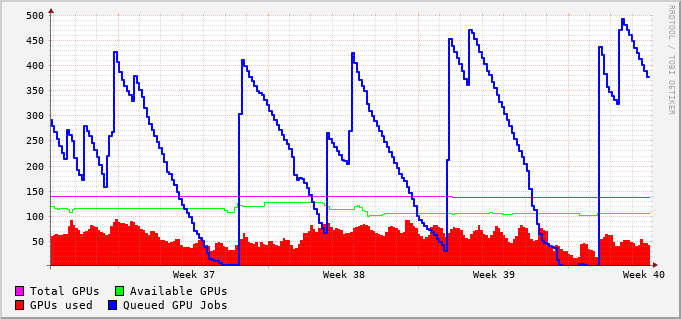 500
450
400
350
300
250
200
150
100
50
Week 37 Week 38 Week 39 Week 40
Total GPUs Available GPUs
GPUs used Queued GPU Jobs
RRDTOOL / TOBI OETIKER